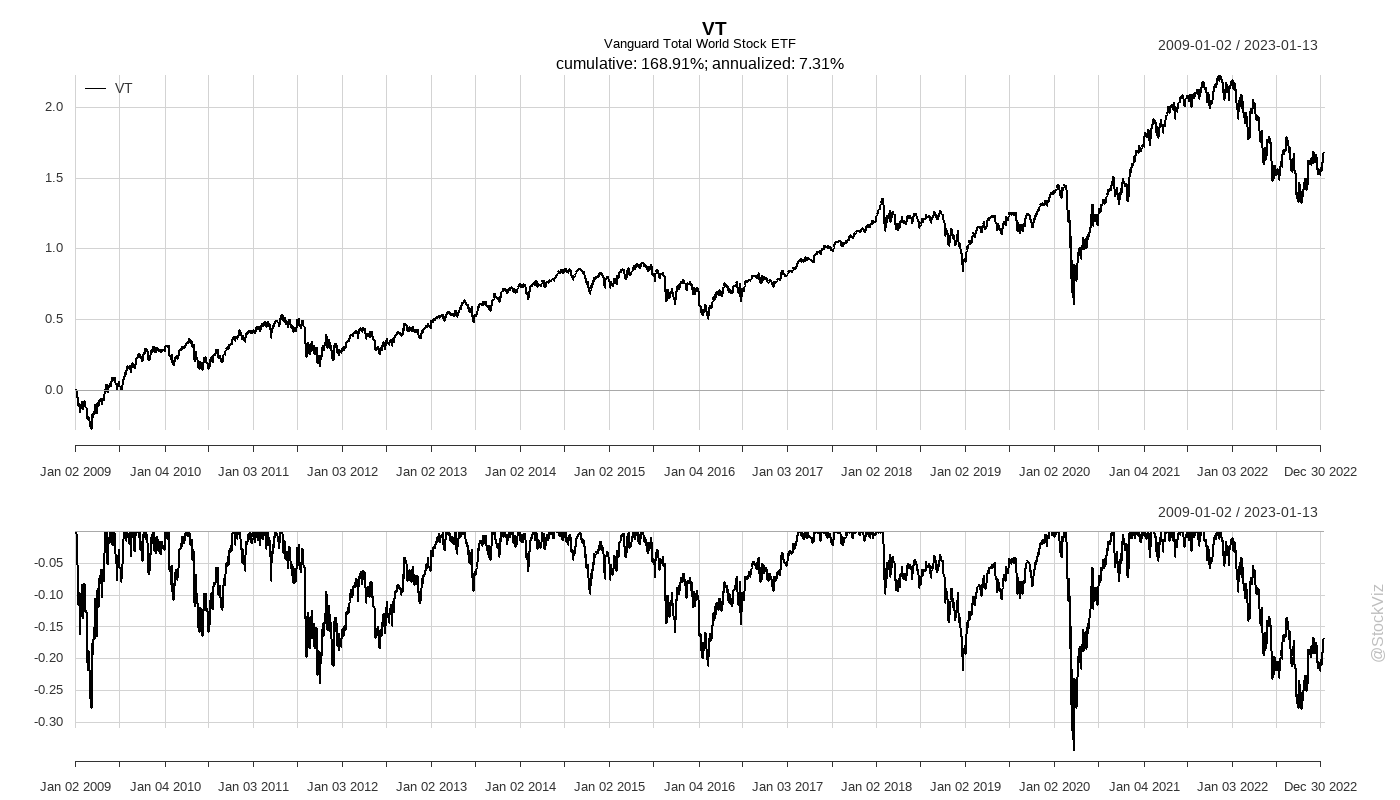 VT
Vanguard Total World Stock ETF
2009-01-02 / 2023-01-13
cumulative: 168.91%; annualized: 7.31%
VT
2.0
1.5
1.0
0.5
0.0
Jan 02 2009 Jan 04 2010 Jan 03 2011 Jan 03 2012 Jan 02 2013 Jan 02 2014 Jan 02 2015 Jan 04 2016 Jan 03 2017 Jan 02 2018 Jan 02 2019 Jan 02 2020 Jan 04 2021 Jan 03 2022 Dec 30 2022
2009-01-02 / 2023-01-13
-0.05
-0.10
-0.15
-0.20
-0.25
-0.30
Jan 02 2009 Jan 04 2010 Jan 03 2011 Jan 03 2012 Jan 02 2013 Jan 02 2014 Jan 02 2015 Jan 04 2016 Jan 03 2017 Jan 02 2018 Jan 02 2019 Jan 02 2020 Jan 04 2021 Jan 03 2022 Dec 30 2022
@StockViz